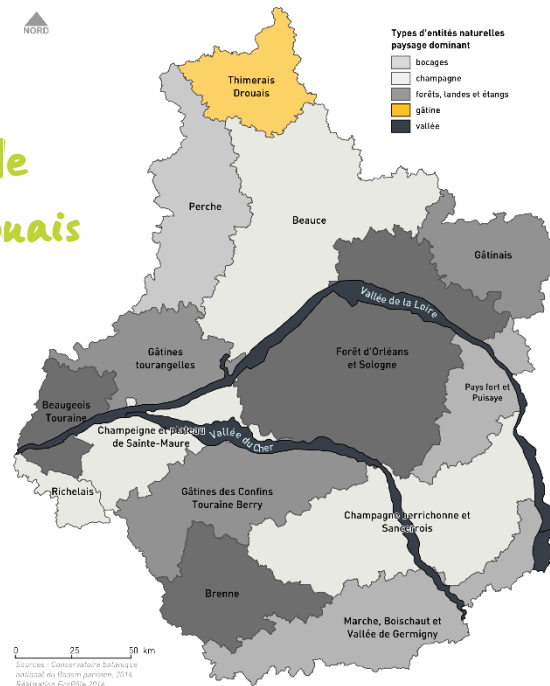 NORD
Types d'entités naturelles
paysage dominant
bocages
champagne
forêts, landes et étangs
gâtine
vallée
Thimerais
Drouais
le
ouais
Perche
Beauce
Gâtinais
Vallée de la Loire
Gâtines
tourangelles
Forêt d'Orléans
et Sologne
Pays fort et
Puisaye
Beaugeois
Touraine
Champeigne et plateau
de Sainte-Maure
Vallée du Cher
Richelais
Gâtines des Confins
Touraine Berry
Champagne berrichonne et
Sancerrois
Brenne
Marche, Boischaut et
Vallée de Germigny
0 25 50 km
Sources : Conservatoire botanique
national du Bassin parisien, 2014.
Réalisation EcoPôle 2016